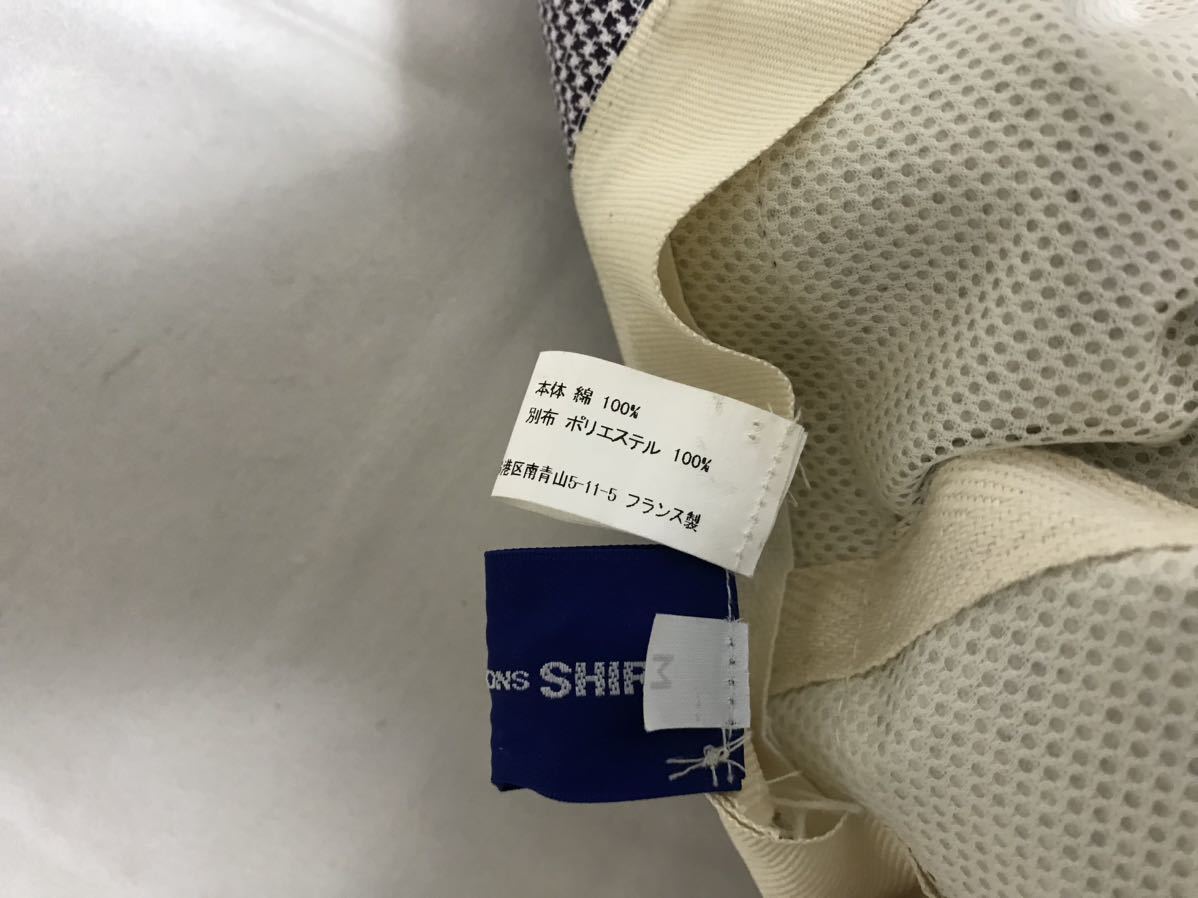 本体 綿 100%
別布 ポリエステル 100%
港区南青山5-11-5 フランス製
ONS SHIR
M